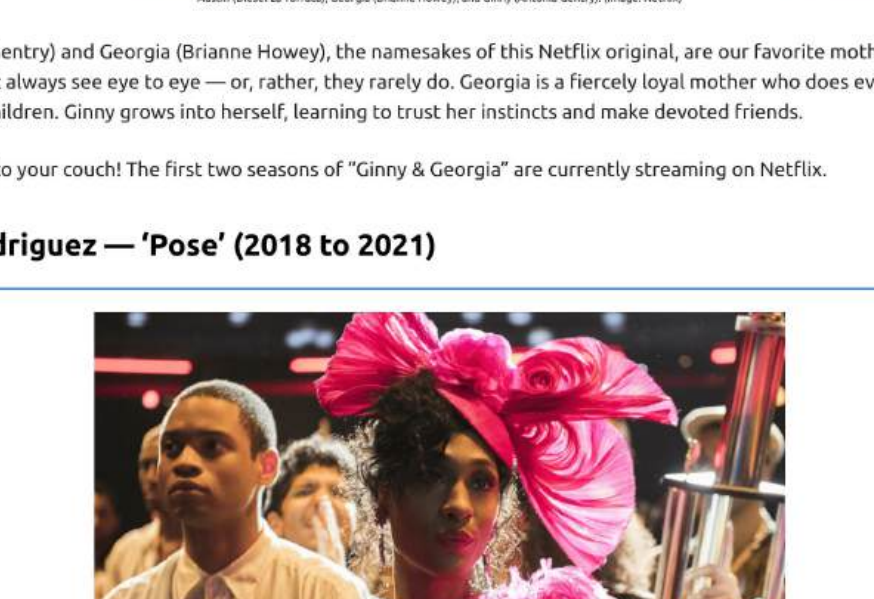 entry) and Georgia (Brianne Howey), the namesakes of this Netflix original, are our favorite moth
always see eye to eye — or, rather, they rarely do. Georgia is a fiercely loyal mother who does ev
ildren. Ginny grows into herself, learning to trust her instincts and make devoted friends.
o your couch! The first two seasons of “Ginny & Georgia” are currently streaming on Netflix.
driguez — ‘Pose’ (2018 to 2021)